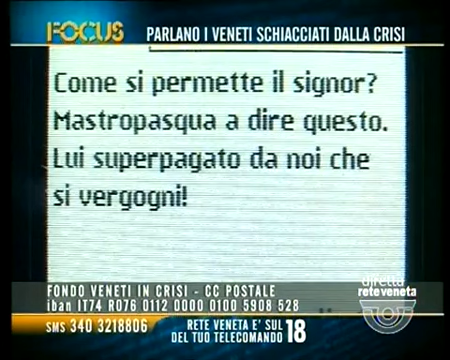 FOCUS
PARLANO I VENETI SCHIACCIATI DALLA CRISI
Come si permette il signor?
Mastropasqua a dire questo.
Lui superpagato da noi che
si vergogni!
diretta
reteveneta
FONDO VENETI IN CRISI - CC POSTALE
iban IT74 R076 0112 0000 0100 5908 528
SMS 340 3218806
RETE VENETA E' SUL
DEL TUO TELECOMANDO 18